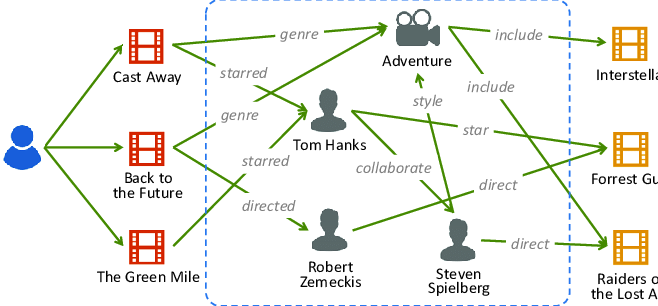 genre
include
Adventure
Interstella
Cast Away
starred
include
style
genre
star
Tom Hanks
starred
collaborate
Back to
the Future
direct
Forrest Gu
directed
direct
Robert
Zemeckis
Steven
Spielberg
The Green Mile
Raiders o
the Lost A